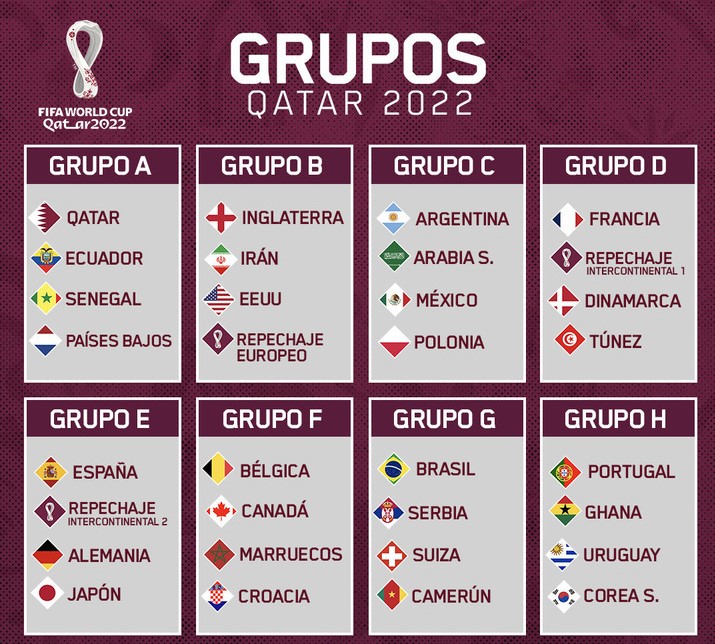 FIFA WORLD CUP
Qatar2022
GRUPOS
QATAR 2022
GRUPO A
QATAR
ECUADOR
SENEGAL
PAÍSES BAJOS
GRUPO B
INGLATERRA
IRÁN
EEUU
REPECHAJE
EUROPEO
GRUPO C
ARGENTINA
ARABIA S.
MÉXICO
POLONIA
GRUPO D
FRANCIA
REPECHAJE
INTERCONTINENTAL 1
DINAMARCA
TÚNEZ
GRUPO E
ESPAÑA
REPECHAJE
INTERCONTINENTAL 2
ALEMANIA
JAPÓN
GRUPO F
BÉLGICA
CANADÁ
MARRUECOS
CROACIA
GRUPO G
BRASIL
SERBIA
SUIZA
CAMERÚN
GRUPO H
PORTUGAL
GHANA
URUGUAY
COREA S.